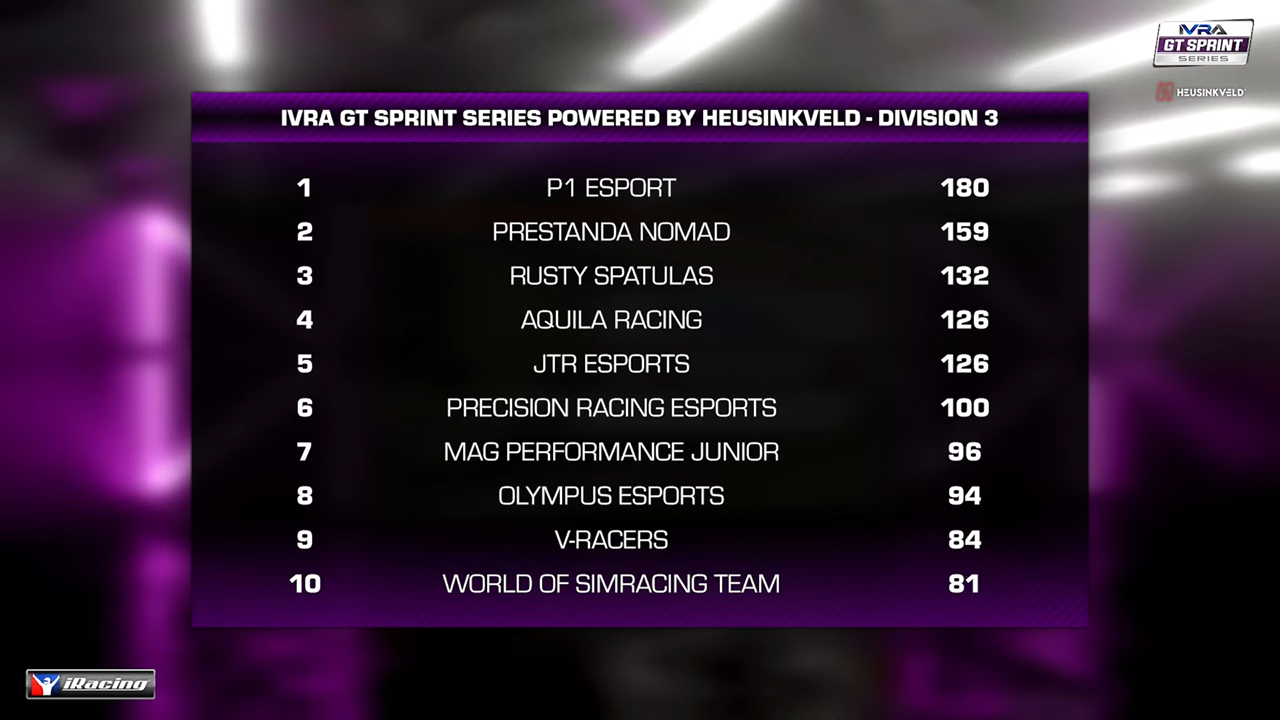 IVRA
GT SPRINT
SERIES
HEUSINKVELD
IVRA GT SPRINT SERIES POWERED BY HEUSINKVELD - DIVISION 3
1 P1 ESPORT 180
2 PRESTANDA NOMAD 159
3 RUSTY SPATULAS 132
4 AQUILA RACING 126
5 JTR ESPORTS 126
6 PRECISION RACING ESPORTS 100
7 MAG PERFORMANCE JUNIOR 96
8 OLYMPUS ESPORTS 94
9 V-RACERS 84
10 WORLD OF SIMRACING TEAM 81
iRacing